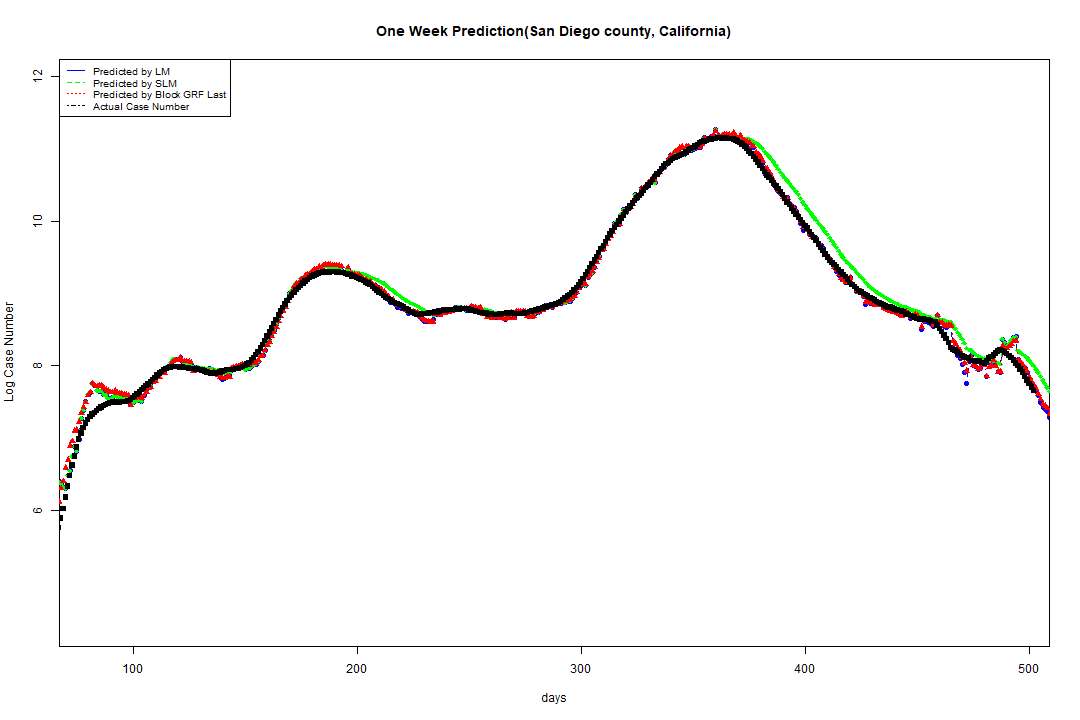 One Week Prediction(San Diego county, California)
Predicted by LM
Predicted by SLM
Predicted by Block GRF Last
Actual Case Number
12
10
8
6
Log Case Number
100 200 300 400 500
days